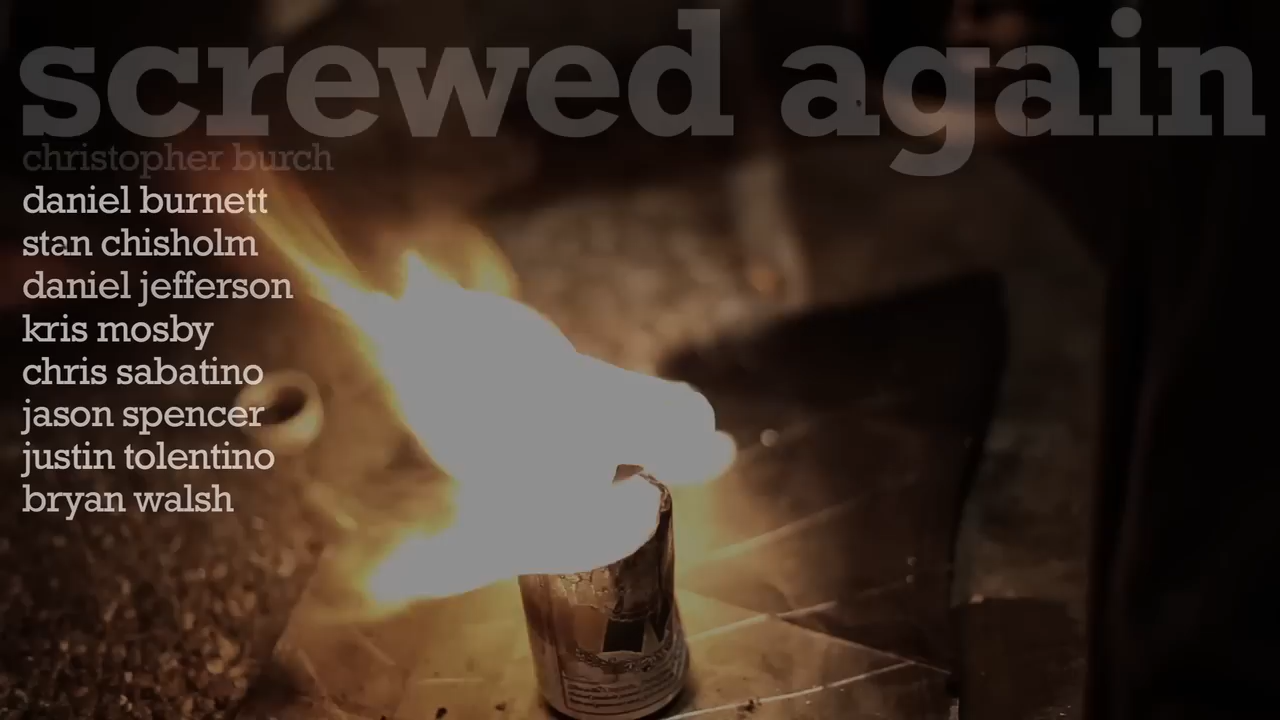 screwed again
christopher burch
daniel burnett
stan chisholm
daniel jefferson
kris mosby
chris sabatino
jason spencer
justin tolentino
bryan walsh